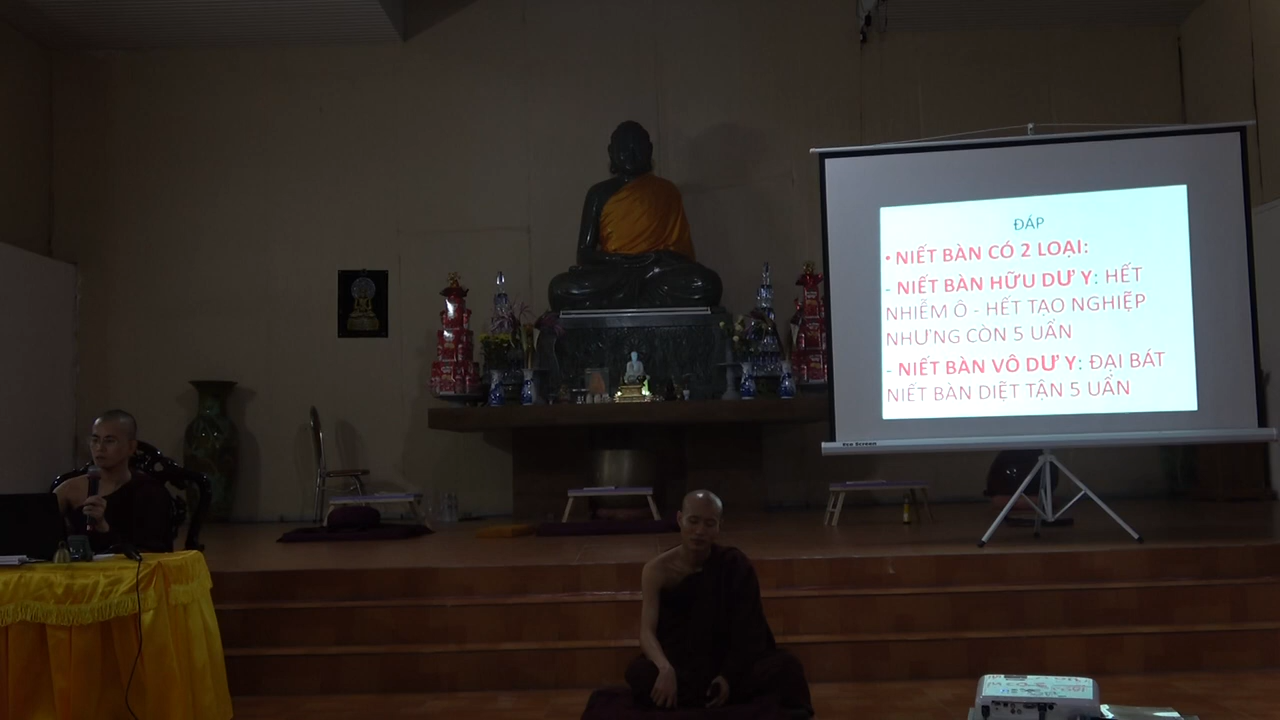 ĐÁP
• NIẾT BÀN CÓ 2 LOẠI:
- NIẾT BÀN HỮU DƯ Y: HẾT
NHIỄM Ô - HẾT TẠO NGHIỆP
NHƯNG CÒN 5 UẨN
- NIẾT BÀN VÔ DƯ Y: ĐẠI BÁT
NIẾT BÀN DIỆT TẬN 5 UẨN